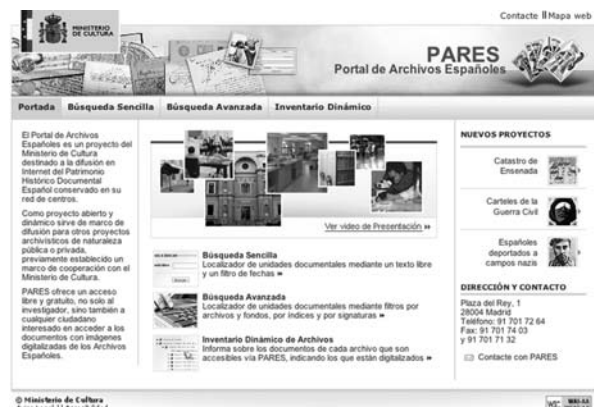 Contacte Mapa web
MINISTERIO
DE CULTURA
PARES
Portal de Archivos Españoles
Portada Búsqueda Sencilla Búsqueda Avanzada Inventario Dinámico
El Portal de Archivos
Españoles es un proyecto del
Ministerio de Cultura
destinado a la difusión en
Internet del Patrimonio
Histórico Documental
Español conservado en su
red de centros.
Como proyecto abierto y
dinámico sirve de marco de
difusión para otros proyectos
archivísticos de naturaleza
pública o privada,
previamente establecido un
marco de cooperación con el
Ministerio de Cultura.
PARES ofrece un acceso
libre y gratuito, no solo al
investigador, sino también a
cualquier ciudadano
interesado en acceder a los
documentos con imágenes
digitalizadas de los Archivos
Españoles.
Ver video de Presentación »
Búsqueda Sencilla
Localizador de unidades documentales mediante un texto libre
y un filtro de fechas »
Búsqueda Avanzada
Localizador de unidades documentales mediante filtros por
archivos y fondos, por índices y por signaturas »
Inventario Dinámico de Archivos
Informa sobre los documentos de cada archivo que son
accesibles vía PARES, indicando los que están digitalizados »
NUEVOS PROYECTOS
Catastro de
Ensenada
Carteles de la
Guerra Civil
Españoles
deportados a
campos nazis
DIRECCIÓN Y CONTACTO
Plaza del Rey, 1
28004 Madrid
Teléfono: 91 701 72 64
Fax: 91 701 74 03
y 91 701 71 32
Contacte con PARES
© Ministerio de Cultura